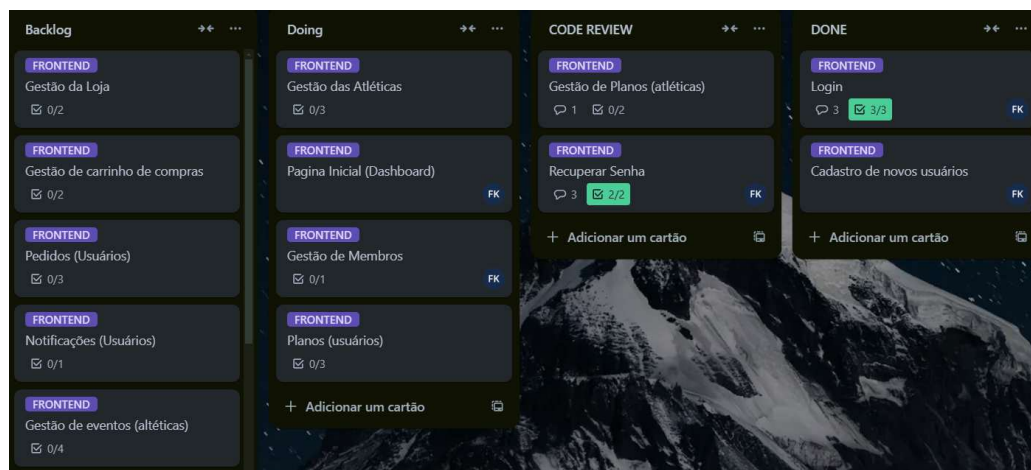 Backlog
FRONTEND
Gestão da Loja
0/2
FRONTEND
Gestão de carrinho de compras
0/2
FRONTEND
Pedidos (Usuários)
0/3
FRONTEND
Notificações (Usuários)
0/1
FRONTEND
Gestão de eventos (altéticas)
0/4
Doing
FRONTEND
Gestão das Atléticas
0/3
FRONTEND
Pagina Inicial (Dashboard)
FK
FRONTEND
Gestão de Membros
0/1 FK
FRONTEND
Planos (usuários)
0/3
+ Adicionar um cartão
CODE REVIEW
FRONTEND
Gestão de Planos (atléticas)
1 0/2
FRONTEND
Recuperar Senha
3 2/2 FK
+ Adicionar um cartão
DONE
FRONTEND
Login
3 3/3 FK
FRONTEND
Cadastro de novos usuários
FK
+ Adicionar um cartão